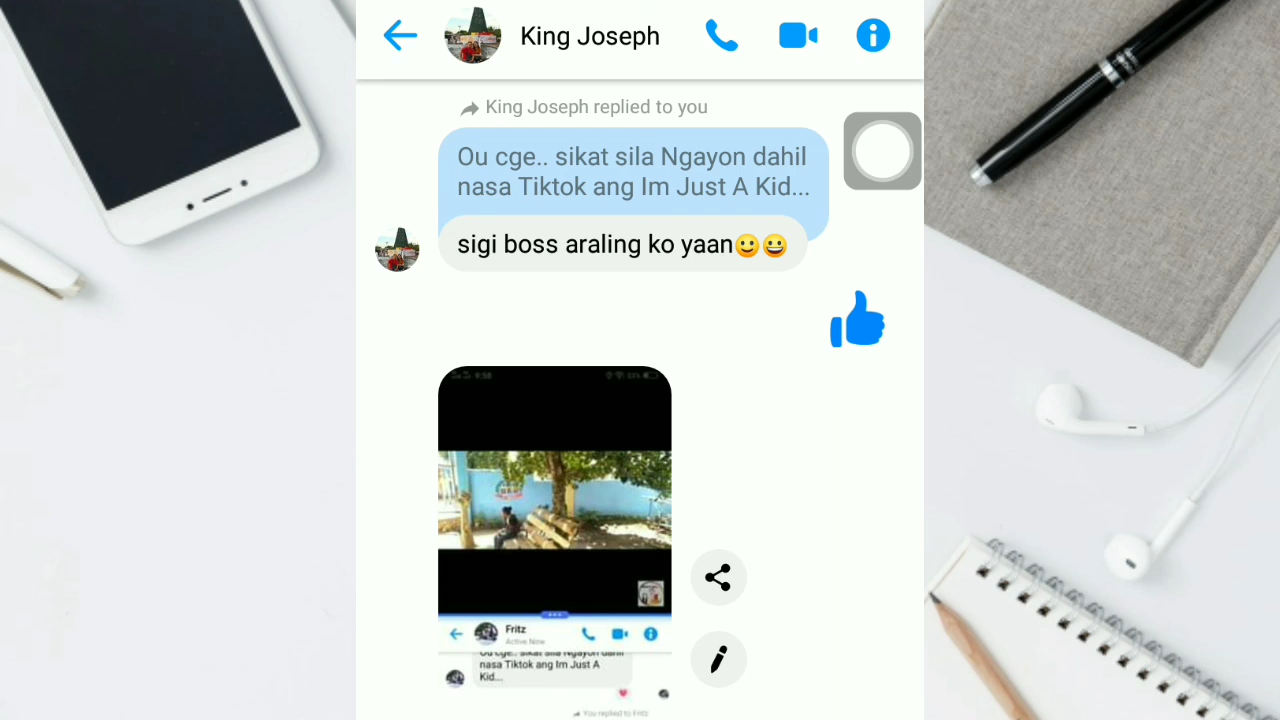 King Joseph
King Joseph replied to you
Ou cge.. sikat sila Ngayon dahil
nasa Tiktok ang Im Just A Kid...
sigi boss araling ko yaan🙂😀
9:58
Fritz
Active Now
Ou cge.. sikat sila Ngayon dahil
nasa Tiktok ang Im Just A
Kid...
You replied to Fritz